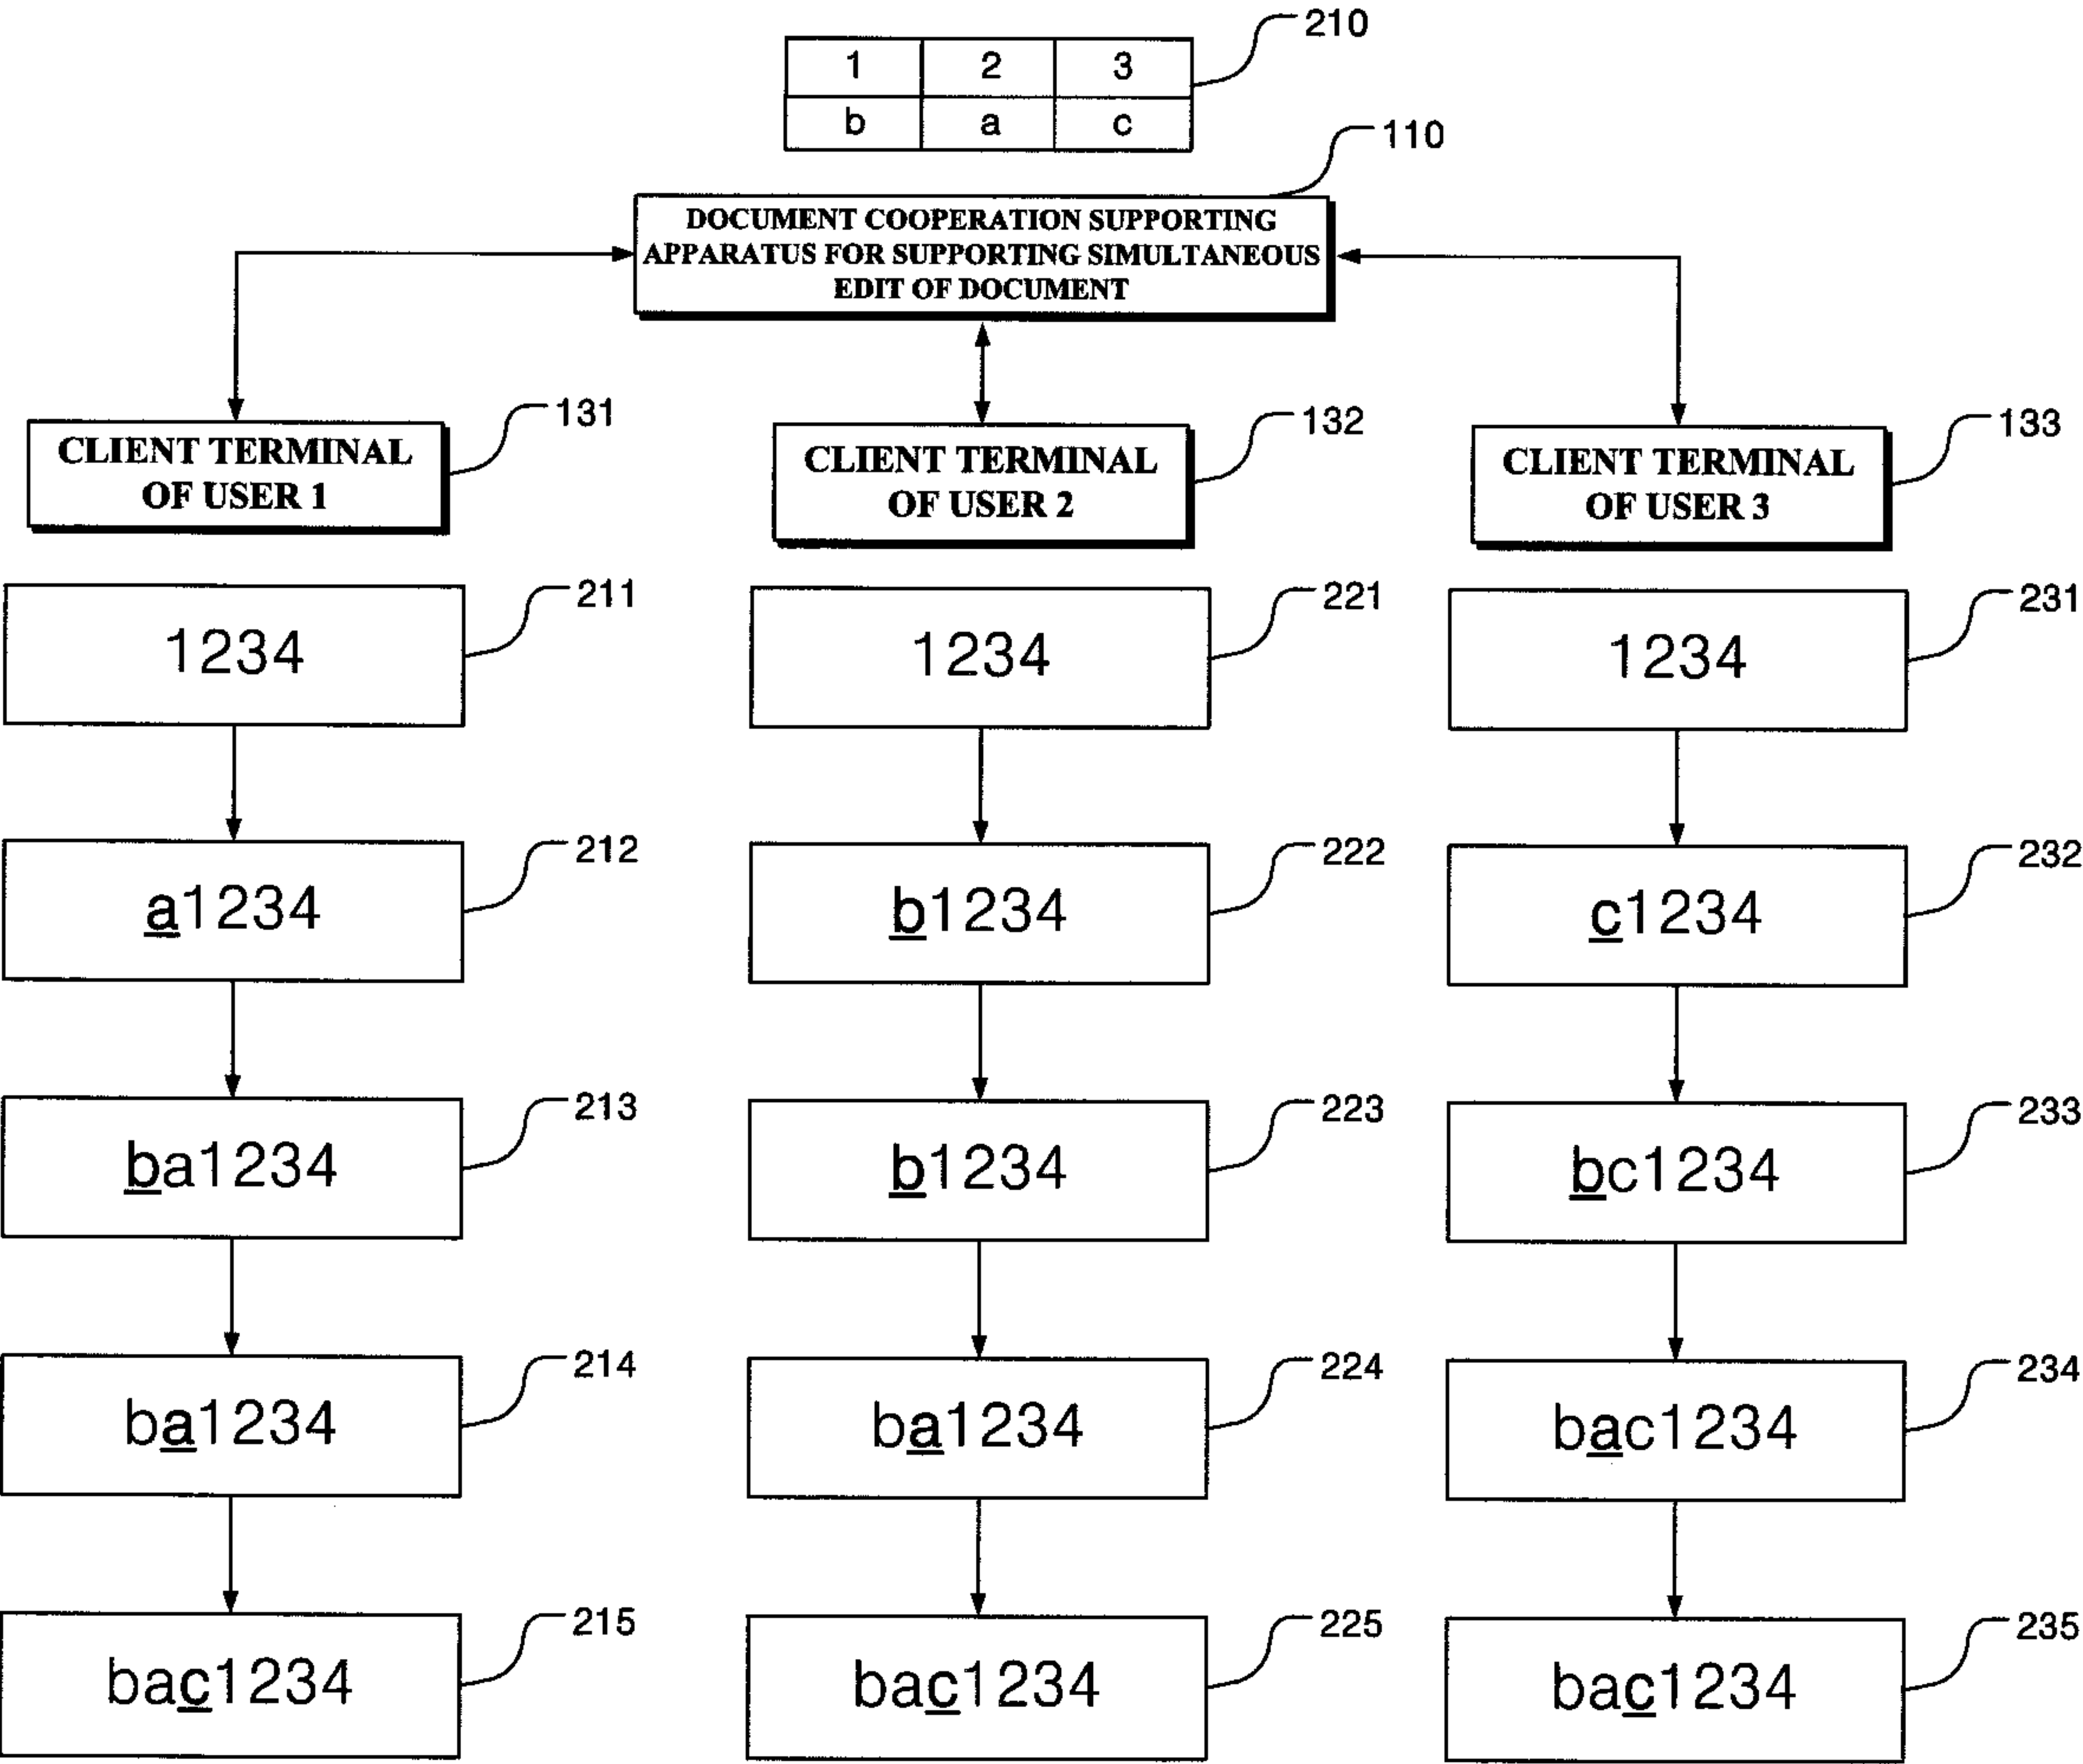 210
1 2 3
b a c
110
DOCUMENT COOPERATION SUPPORTING
APPARATUS FOR SUPPORTING SIMULTANEOUS
EDIT OF DOCUMENT
131 132 133
CLIENT TERMINAL
OF USER 1
CLIENT TERMINAL
OF USER 2
CLIENT TERMINAL
OF USER 3
211 221 231
1234 1234 1234
212 222 232
a1234 b1234 c1234
213 223 233
ba1234 b1234 bc1234
214 224 234
ba1234 ba1234 bac1234
215 225 235
bac1234 bac1234 bac1234